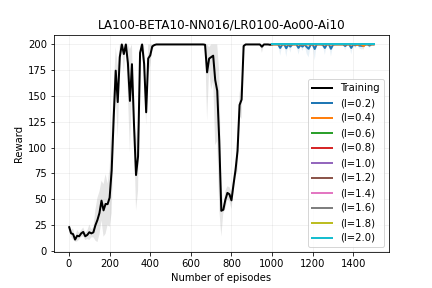 LA100-BETA10-NN016/LR0100-Ao00-Ai10
200
175
150
125
100
75
50
25
0
Reward
0 200 400 600 800 1000 1200 1400
Number of episodes
Training
(l=0.2)
(l=0.4)
(l=0.6)
(l=0.8)
(l=1.0)
(l=1.2)
(l=1.4)
(l=1.6)
(l=1.8)
(l=2.0)